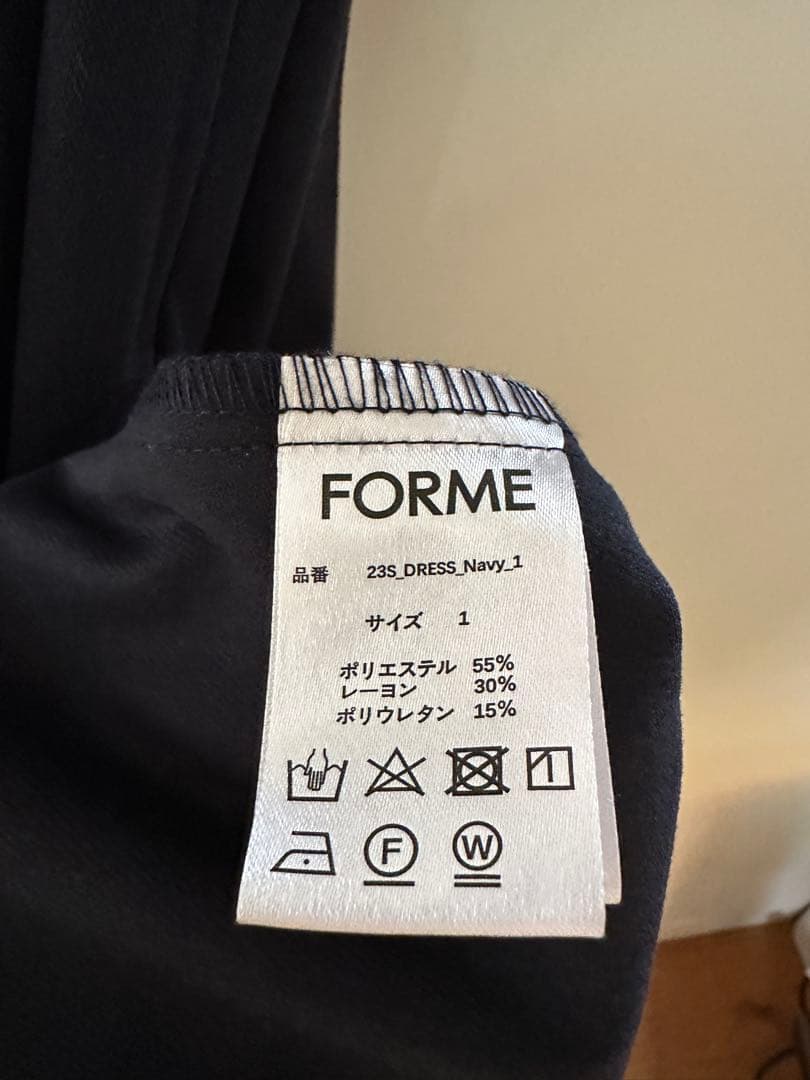 FORME
品番 23S_DRESS_Navy_1
サイズ 1
ポリエステル 55%
レーヨン 30%
ポリウレタン 15%
F W